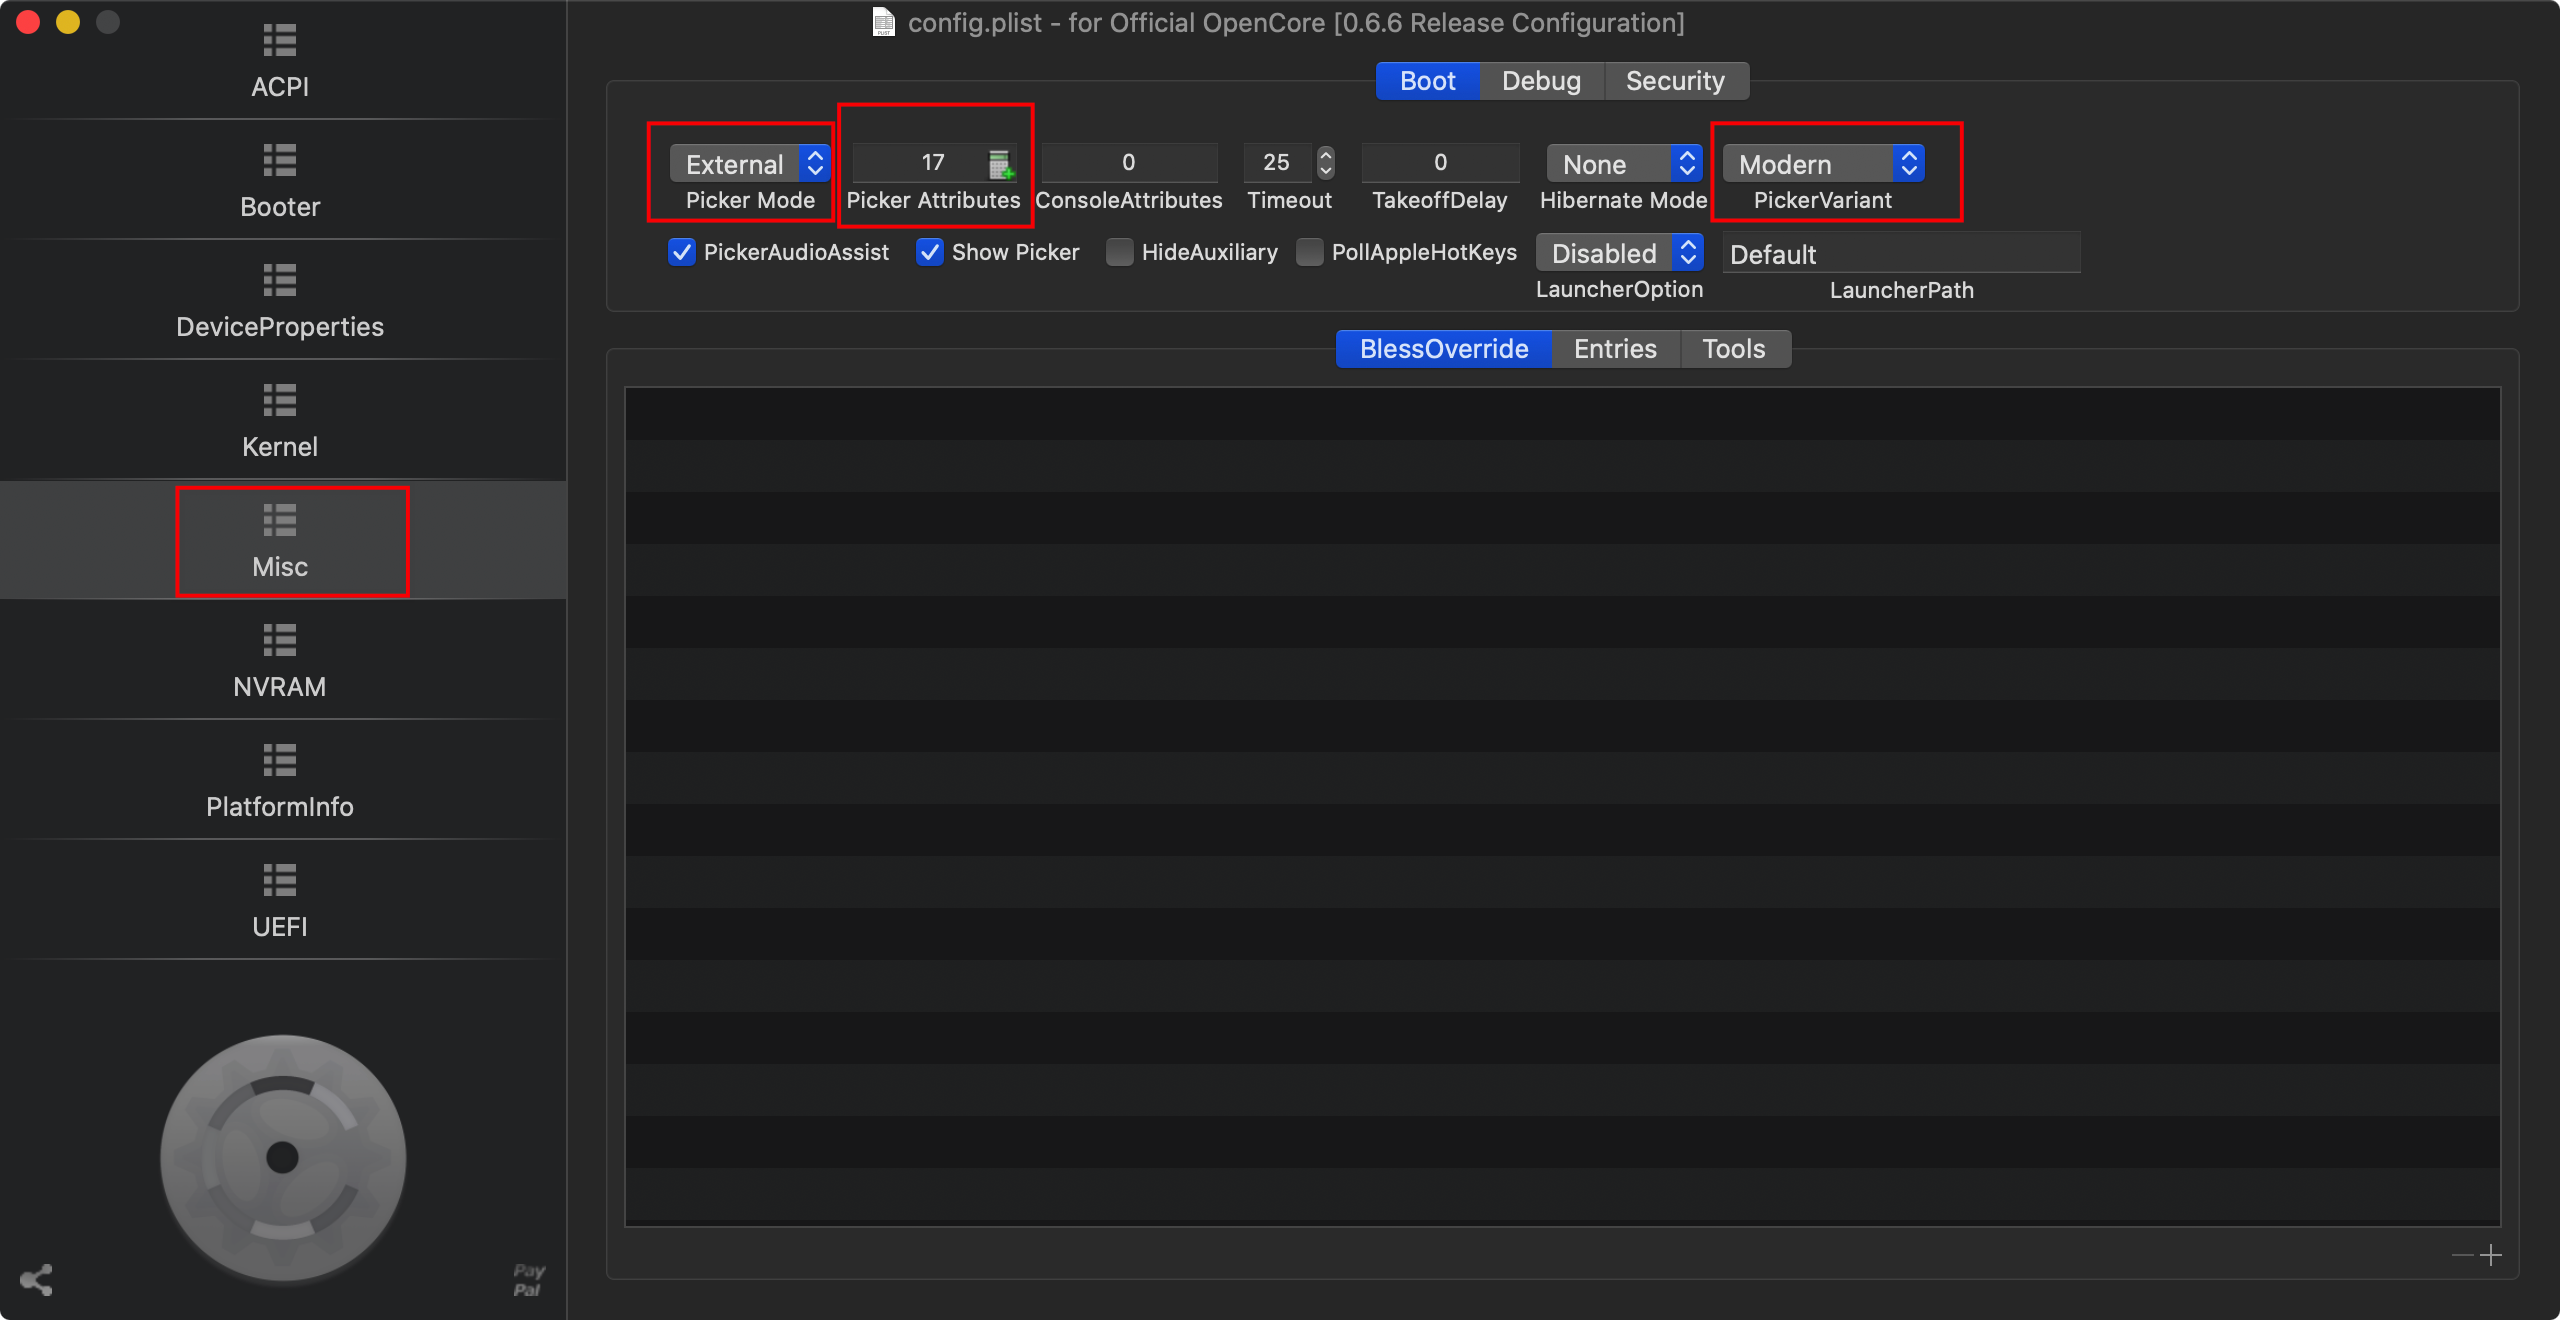 config.plist - for Official OpenCore [0.6.6 Release Configuration]
ACPI
Booter
DeviceProperties
Kernel
Misc
NVRAM
PlatformInfo
UEFI
Pay
Pal
Boot Debug Security
External 17 0 25 0 None Modern
Picker Mode Picker Attributes ConsoleAttributes Timeout TakeoffDelay Hibernate Mode PickerVariant
PickerAudioAssist Show Picker HideAuxiliary PollAppleHotKeys Disabled Default
LauncherOption LauncherPath
BlessOverride Entries Tools